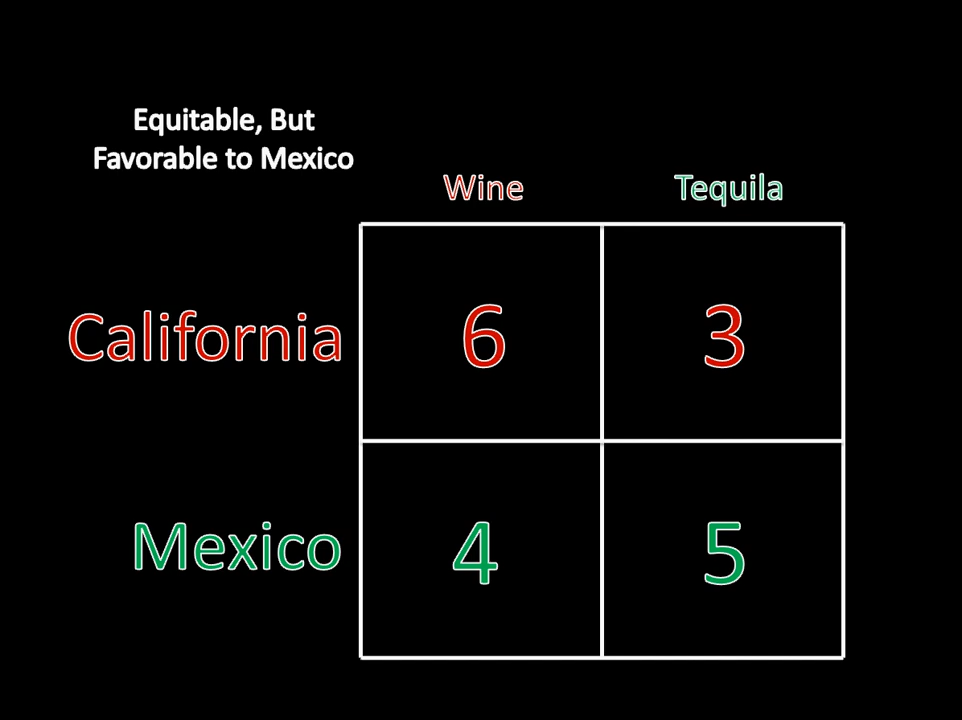 Equitable, But
Favorable to Mexico
Wine Tequila
California 6 3
Mexico 4 5